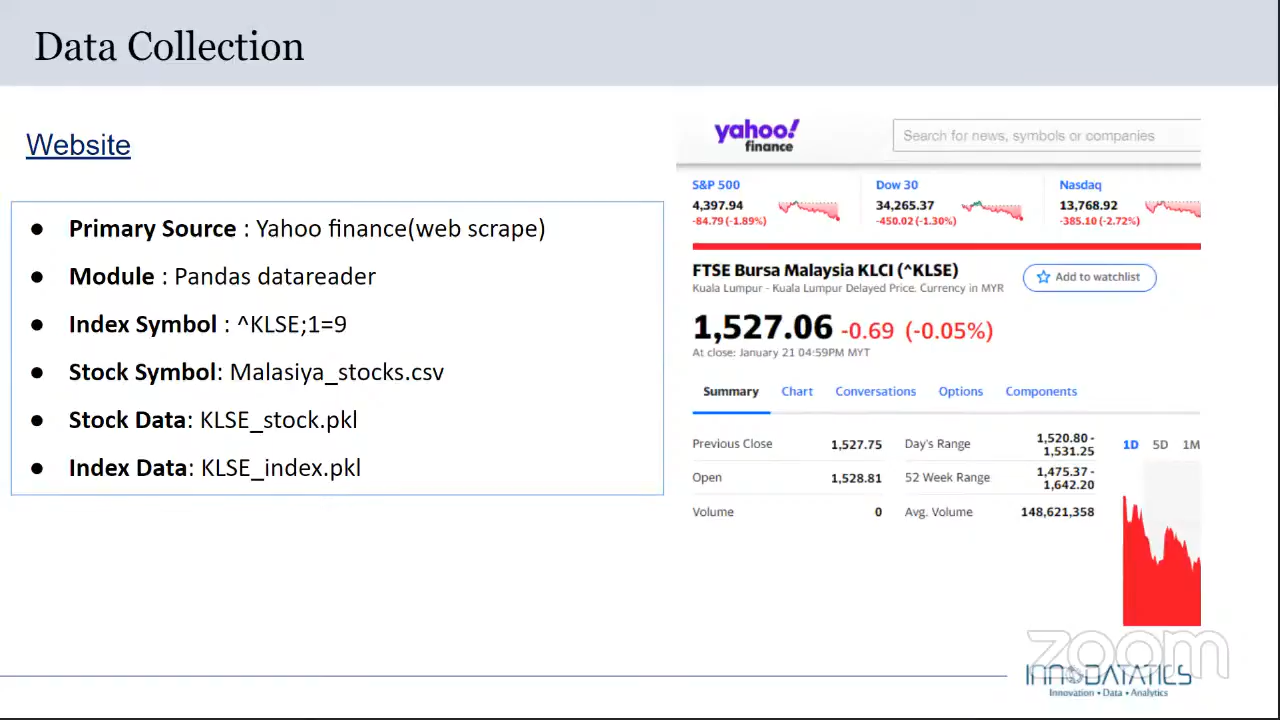 Data Collection
Website
● Primary Source : Yahoo finance(web scrape)
● Module : Pandas datareader
● Index Symbol : ^KLSE;1=9
● Stock Symbol: Malasiya_stocks.csv
● Stock Data: KLSE_stock.pkl
● Index Data: KLSE_index.pkl
yahoo!
finance
Search for news, symbols or companies
S&P 500 Dow 30 Nasdaq
4,397.94 34,265.37 13,768.92
-84.79 (-1.89%) -450.02 (-1.30%) -385.10 (-2.72%)
FTSE Bursa Malaysia KLCI (^KLSE)
Add to watchlist
Kuala Lumpur - Kuala Lumpur Delayed Price. Currency in MYR
1,527.06 -0.69 (-0.05%)
At close: January 21 04:59PM MYT
Summary Chart Conversations Options Components
Previous Close 1,527.75 Day's Range 1,520.80 -
1,531.25
1D 5D 1M
Open 1,528.81 52 Week Range 1,475.37 -
1,642.20
Volume 0 Avg. Volume 148,621,358
zoom
INNODATATICS
Innovation • Data • Analytics